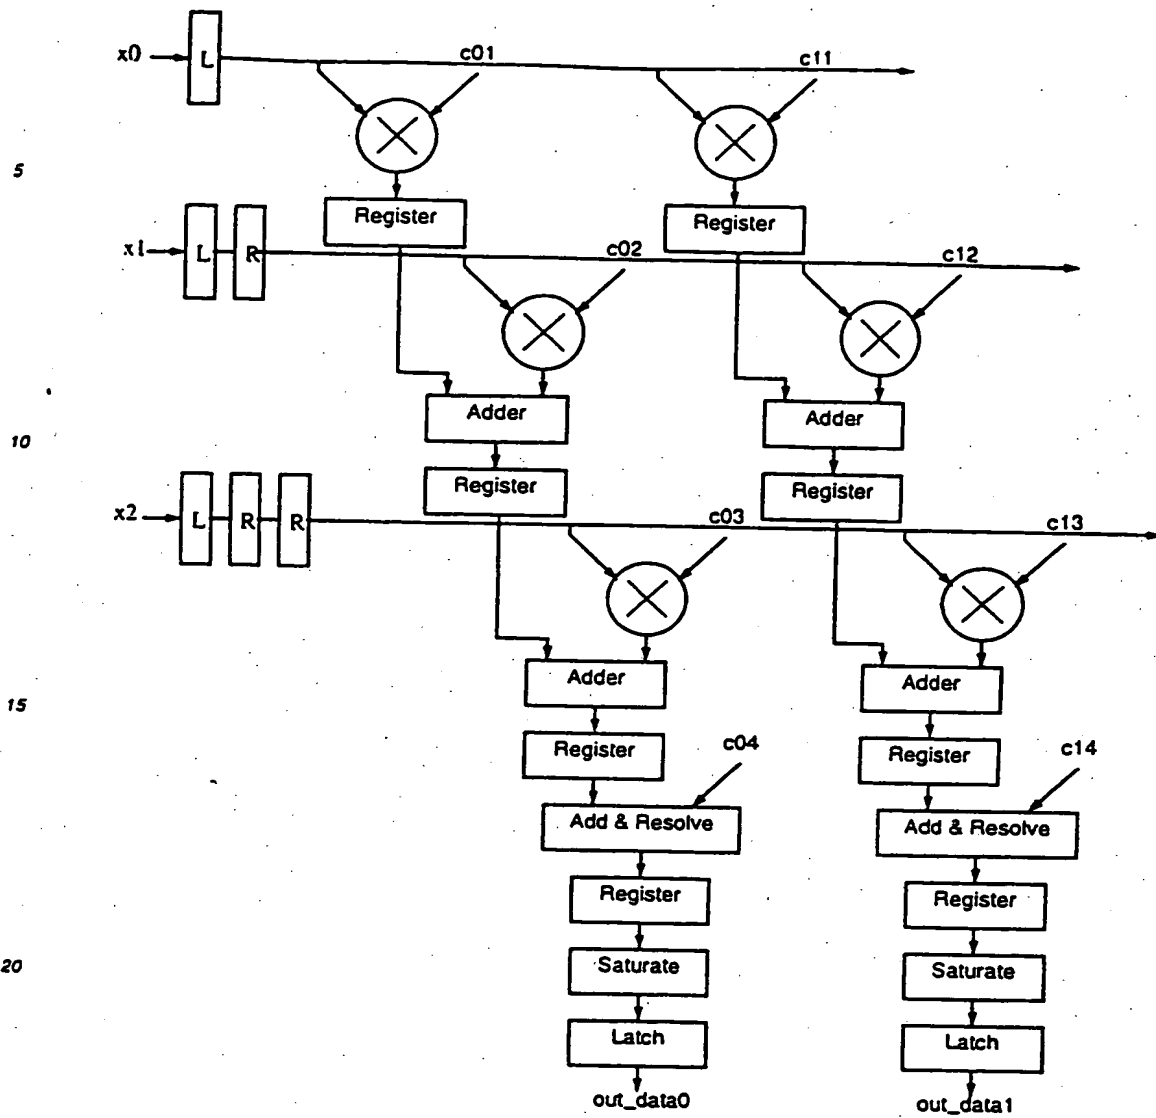 x0
L
c01
c11
5
Register
Register
x1
L
R
c02
c12
Adder
Adder
10
Register
Register
x2
L
R
R
c03
c13
Adder
Adder
15
Register
c04
Register
c14
Add & Resolve
Add & Resolve
Register
Register
20
Saturate
Saturate
Latch
Latch
out_data0
out_data1